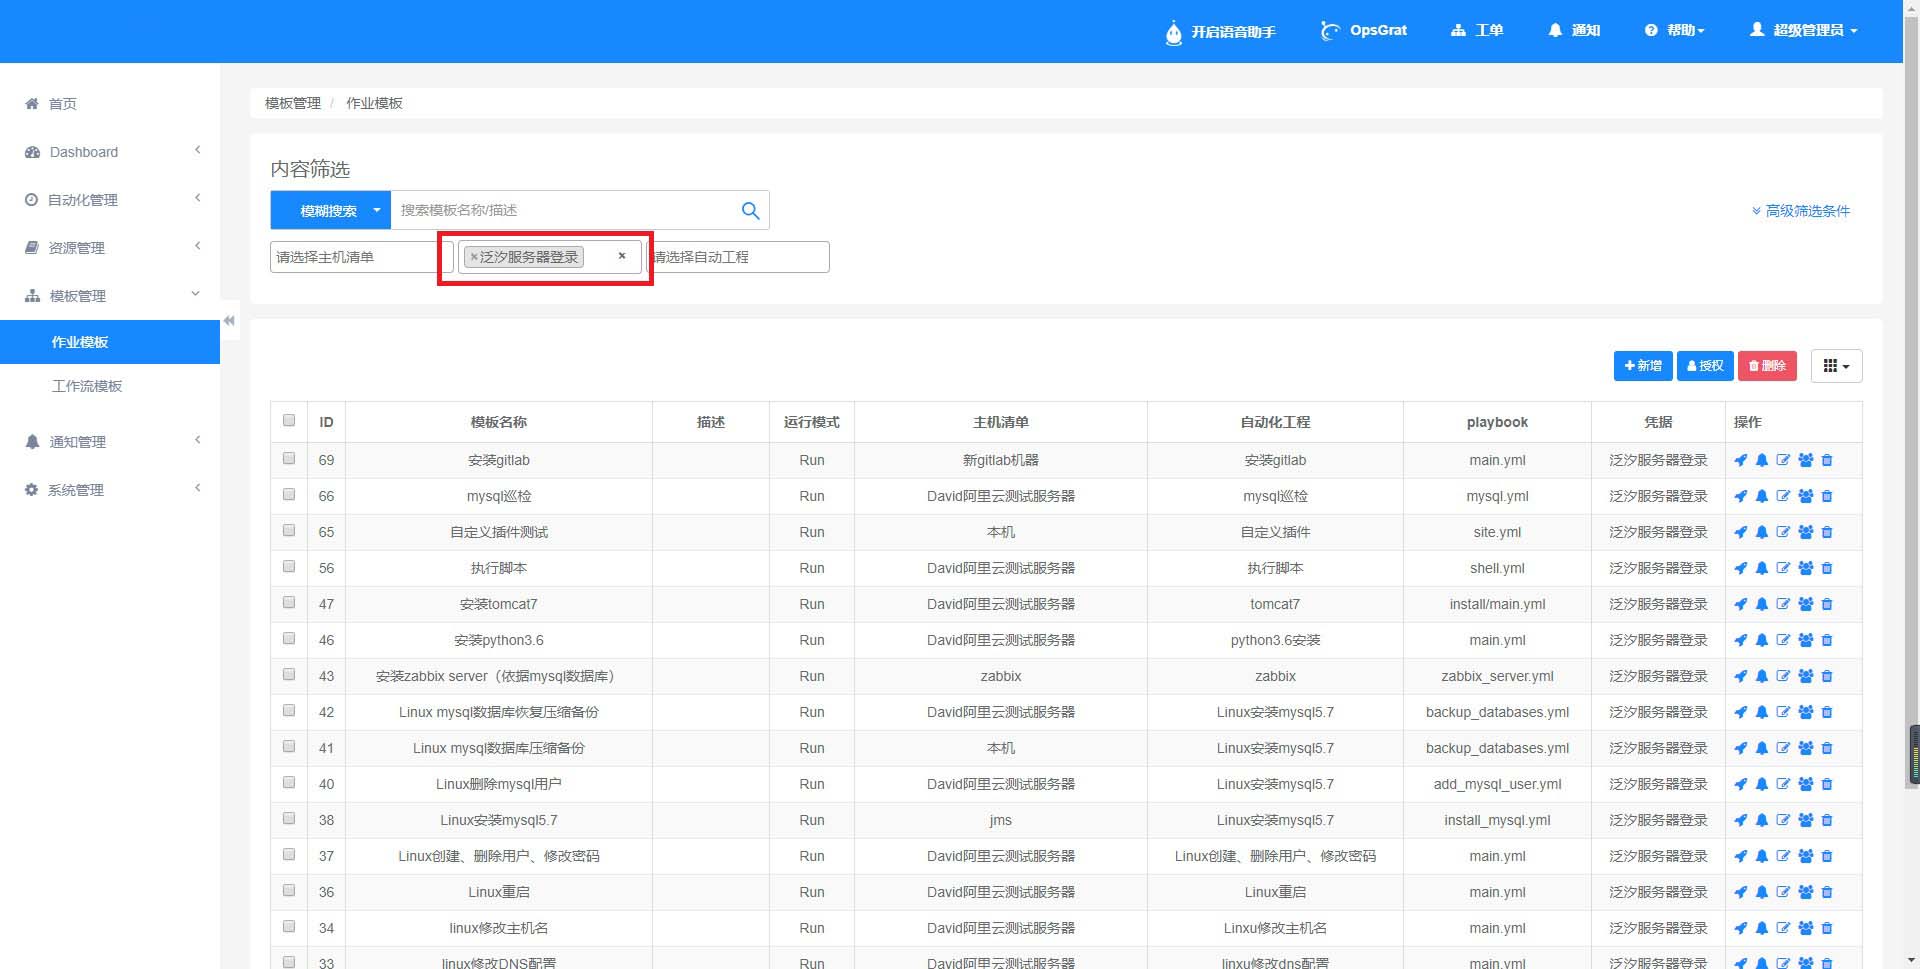 开启语音助手 OpsGrat 工单 通知 帮助 超级管理员
首页
Dashboard
自动化管理
资源管理
模板管理
作业模板
工作流模板
通知管理
系统管理
模板管理 / 作业模板
内容筛选
模糊搜索 搜索模板名称/描述
高级筛选条件
请选择主机清单 ×泛汐服务器登录 × 请选择自动工程
新增 授权 删除
ID 模板名称 描述 运行模式 主机清单 自动化工程 playbook 凭据 操作
69 安装gitlab Run 新gitlab机器 安装gitlab main.yml 泛汐服务器登录
66 mysql巡检 Run David阿里云测试服务器 mysql巡检 mysql.yml 泛汐服务器登录
65 自定义插件测试 Run 本机 自定义插件 site.yml 泛汐服务器登录
56 执行脚本 Run David阿里云测试服务器 执行脚本 shell.yml 泛汐服务器登录
47 安装tomcat7 Run David阿里云测试服务器 tomcat7 install/main.yml 泛汐服务器登录
46 安装python3.6 Run David阿里云测试服务器 python3.6安装 main.yml 泛汐服务器登录
43 安装zabbix server（依据mysql数据库） Run zabbix zabbix zabbix_server.yml 泛汐服务器登录
42 Linux mysql数据库恢复压缩备份 Run David阿里云测试服务器 Linux安装mysql5.7 backup_databases.yml 泛汐服务器登录
41 Linux mysql数据库压缩备份 Run 本机 Linux安装mysql5.7 backup_databases.yml 泛汐服务器登录
40 Linux删除mysql用户 Run David阿里云测试服务器 Linux安装mysql5.7 add_mysql_user.yml 泛汐服务器登录
38 Linux安装mysql5.7 Run jms Linux安装mysql5.7 install_mysql.yml 泛汐服务器登录
37 Linux创建、删除用户、修改密码 Run David阿里云测试服务器 Linux创建、删除用户、修改密码 main.yml 泛汐服务器登录
36 Linux重启 Run David阿里云测试服务器 Linux重启 main.yml 泛汐服务器登录
34 linux修改主机名 Run David阿里云测试服务器 Linxu修改主机名 main.yml 泛汐服务器登录
33 linux修改DNS配置 Run David阿里云测试服务器 linxu修改dns配置 main.yml 泛汐服务器登录